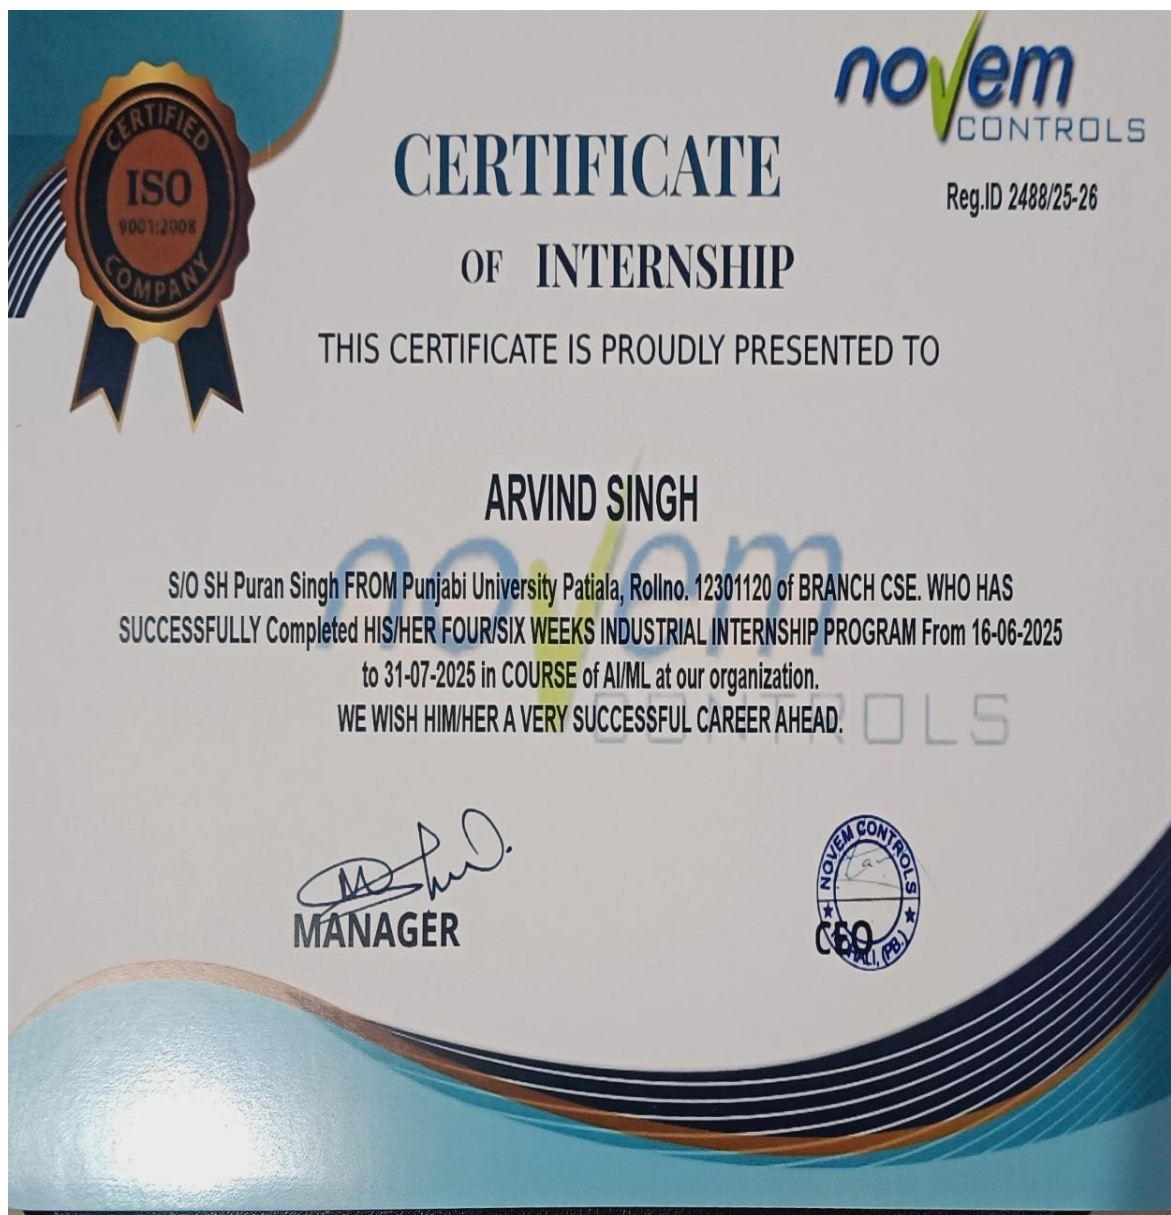 novem
CONTROLS
Reg.ID 2488/25-26
CERTIFIED
ISO
9001:2008
COMPANY
CERTIFICATE
OF INTERNSHIP
THIS CERTIFICATE IS PROUDLY PRESENTED TO
ARVIND SINGH
novem
CONTROLS
S/O SH Puran Singh FROM Punjabi University Patiala, Rollno. 12301120 of BRANCH CSE. WHO HAS
SUCCESSFULLY Completed HIS/HER FOUR/SIX WEEKS INDUSTRIAL INTERNSHIP PROGRAM From 16-06-2025
to 31-07-2025 in COURSE of AI/ML at our organization.
WE WISH HIM/HER A VERY SUCCESSFUL CAREER AHEAD.
MANAGER
NOVEM CONTROLS
(PB.)
CEO